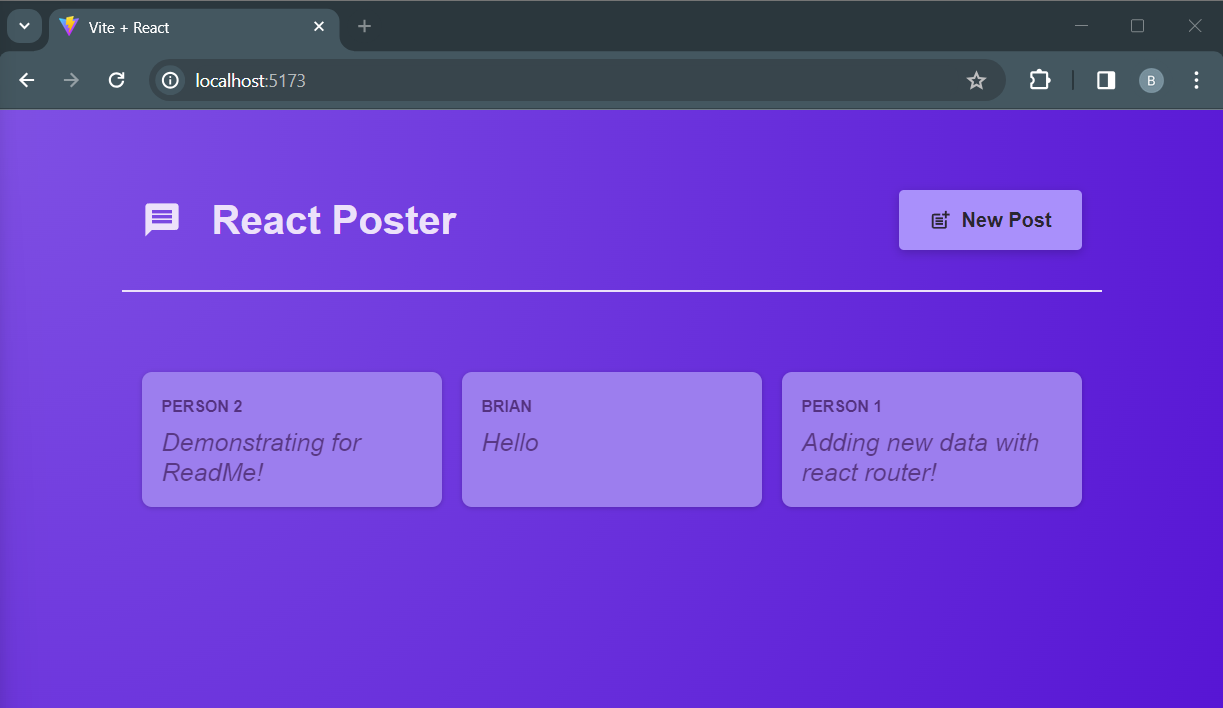 Vite + React
localhost:5173
B
React Poster
New Post
PERSON 2
Demonstrating for
ReadMe!
BRIAN
Hello
PERSON 1
Adding new data with
react router!